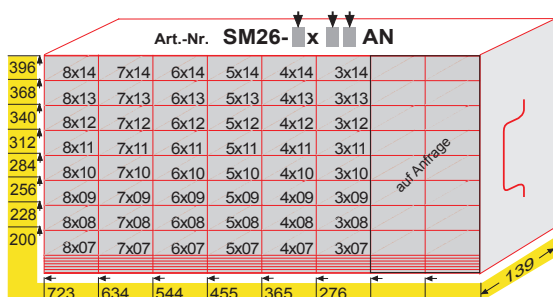 Art.-Nr. SM26- x AN
396 8x14 7x14 6x14 5x14 4x14 3x14
368 8x13 7x13 6x13 5x13 4x13 3x13
340 8x12 7x12 6x12 5x12 4x12 3x12
312 8x11 7x11 6x11 5x11 4x11 3x11
284 8x10 7x10 6x10 5x10 4x10 3x10
256 8x09 7x09 6x09 5x09 4x09 3x09
228 8x08 7x08 6x08 5x08 4x08 3x08
200 8x07 7x07 6x07 5x07 4x07 3x07
auf Anfrage
723 634 544 455 365 276
139